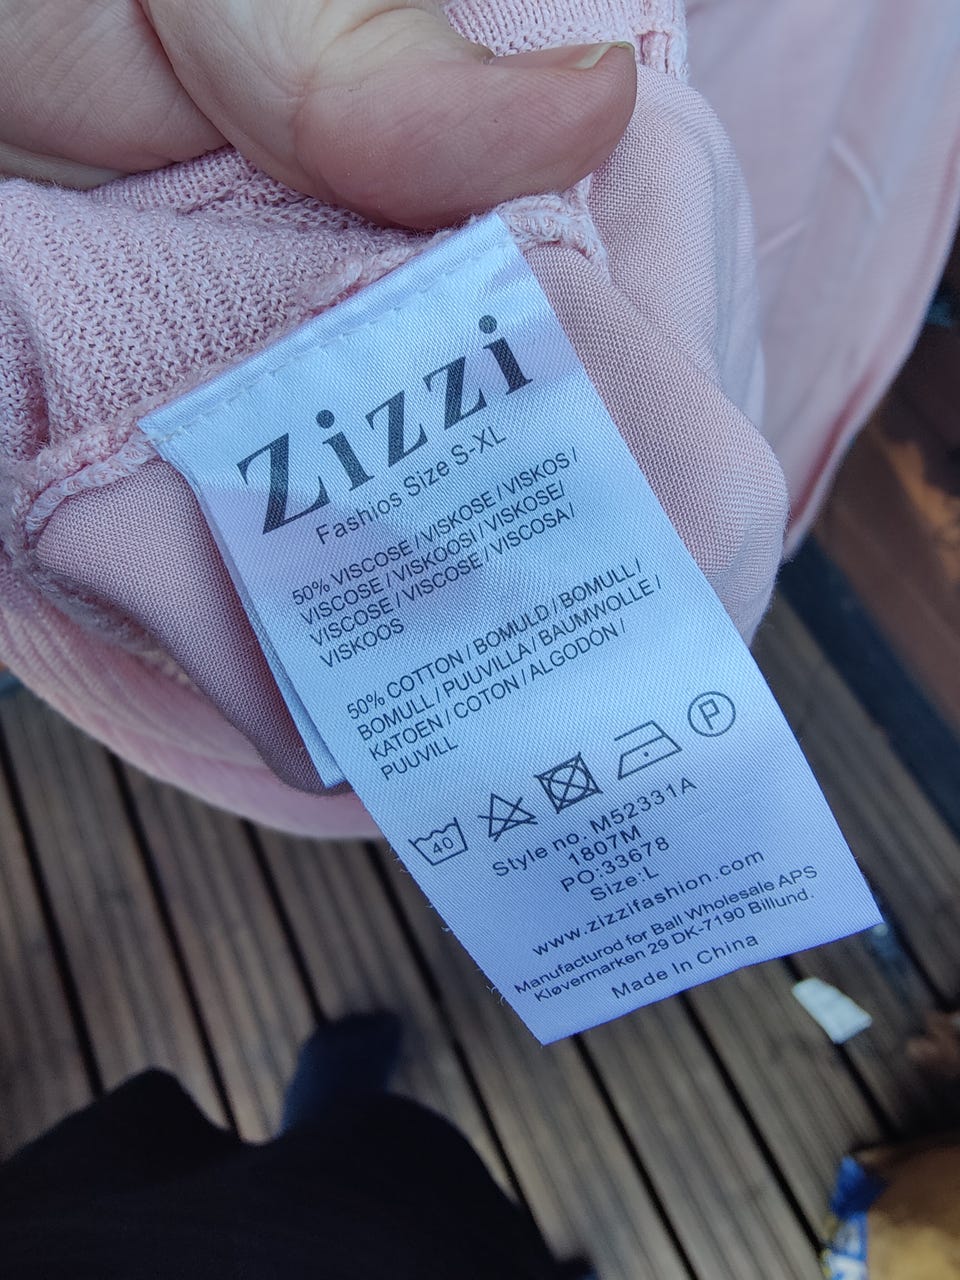 Zizzi
Fashios Size S-XL
50% VISCOSE / VISKOSE / VISKOS /
VISCOSE / VISKOOSI / VISKOSE/
VISCOSE / VISCOSE / VISCOSA /
VISKOOS
50% COTTON / BOMULD / BOMULL /
BOMULL / PUUVILLA / BAUMWOLLE /
KATOEN / COTON / ALGODÓN /
PUUVILL
40 P
Style no. M52331A
1807M
PO:33678
Size:L
www.zizzifashion.com
Manufacturod for Ball Wholesale APS
Kløvermarken 29 DK-7190 Billund.
Made In China